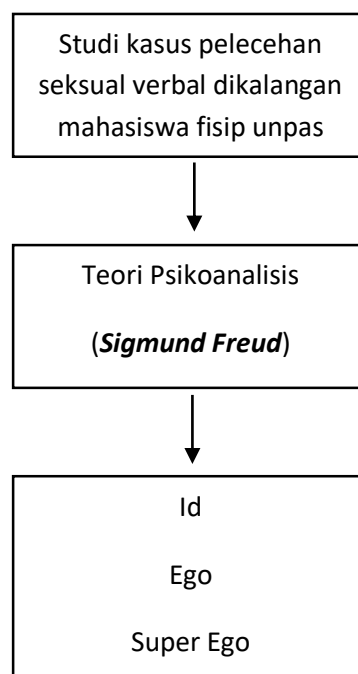 Studi kasus pelecehan
seksual verbal dikalangan
mahasiswa fisip unpas
Teori Psikoanalisis
(Sigmund Freud)
Id
Ego
Super Ego